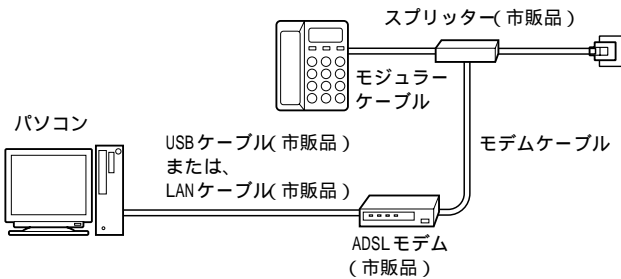 スプリッター(市販品)
モジュラー
ケーブル
パソコン
USBケーブル(市販品)
または、
LANケーブル(市販品)
モデムケーブル
ADSLモデム
(市販品)